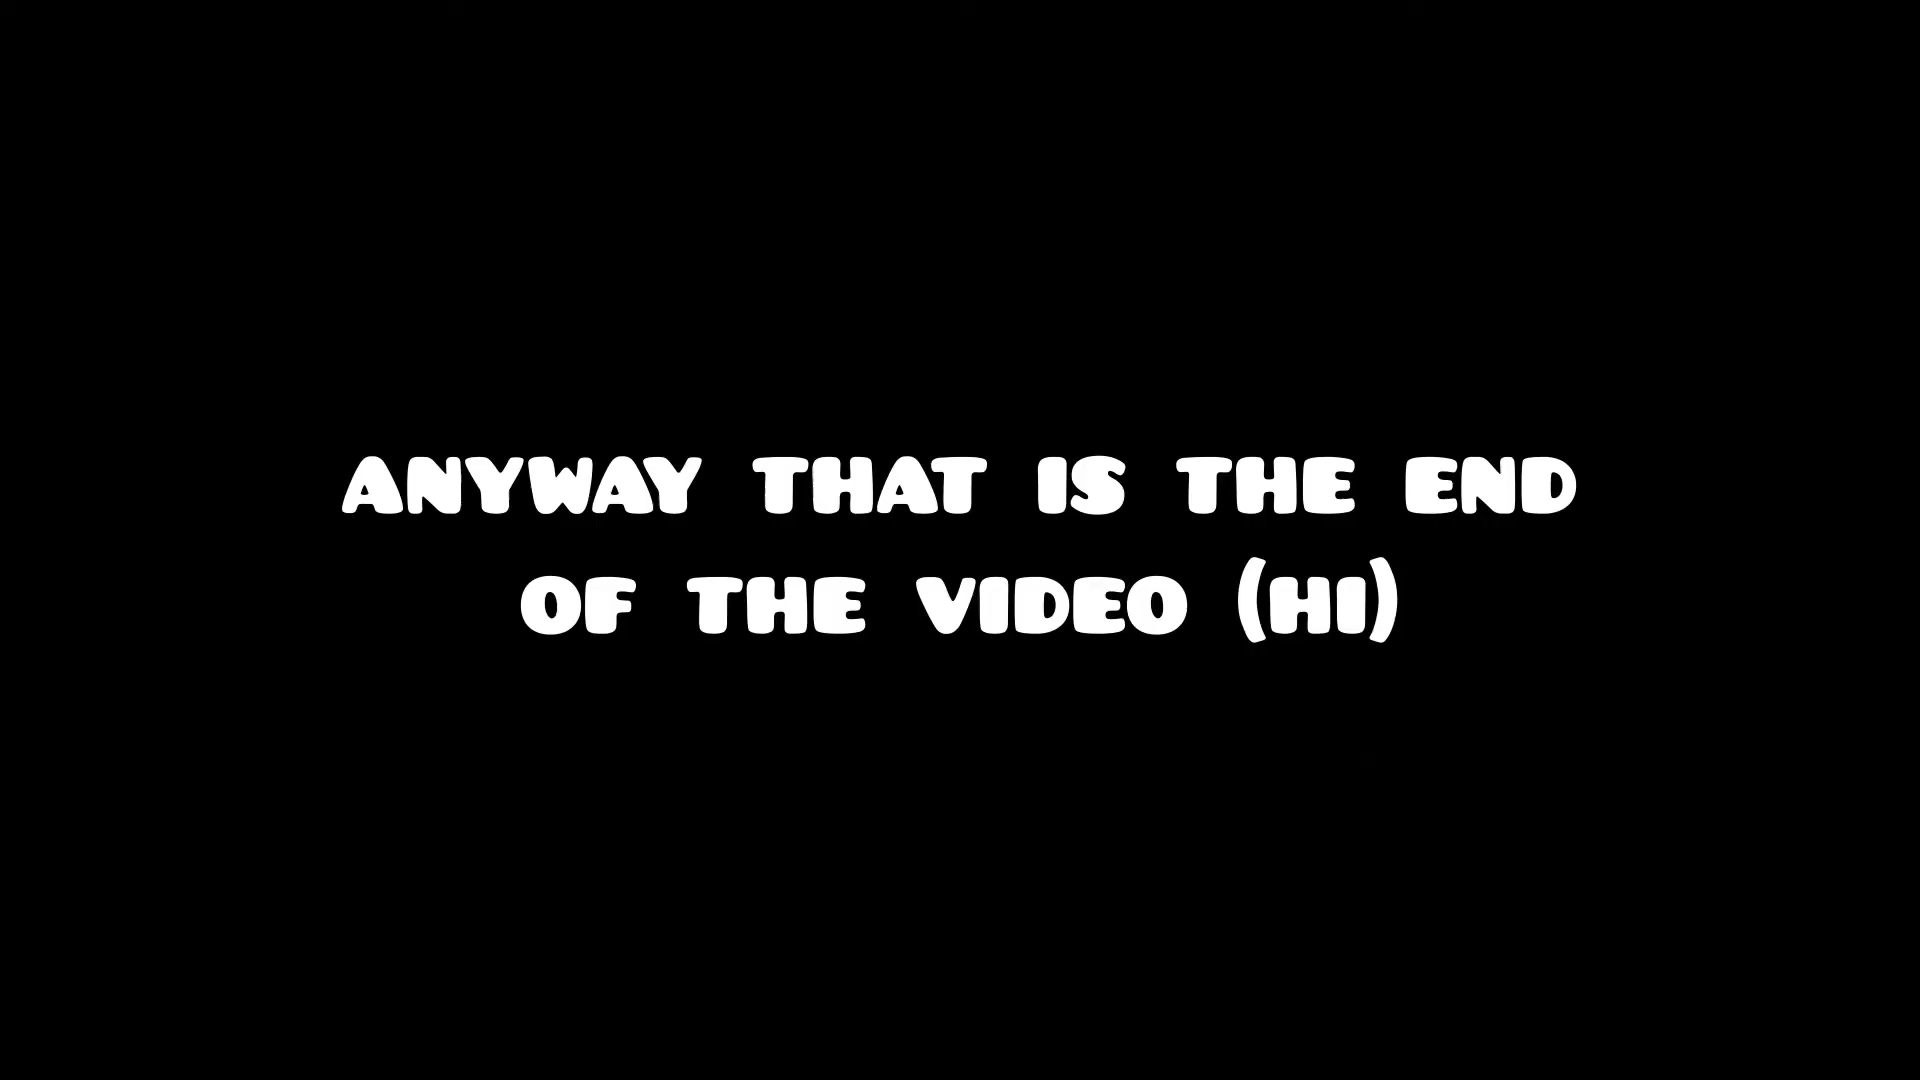 ANYWAY THAT IS THE END
OF THE VIDEO (HI)